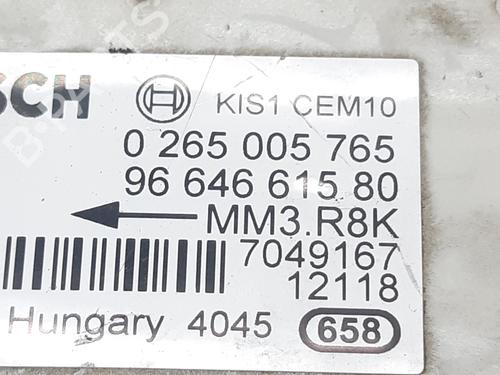 SCH KIS1 CEM10
0 265 005 765
96 646 615 80
MM3.R8K
7049167
12118
Hungary 4045 658